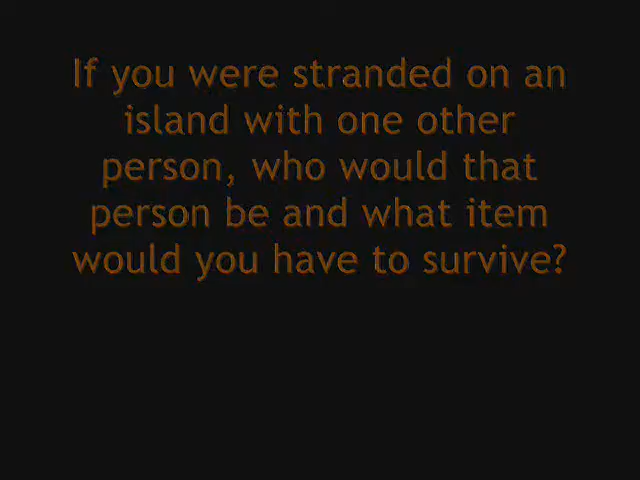 If you were stranded on an
island with one other
person, who would that
person be and what item
would you have to survive?